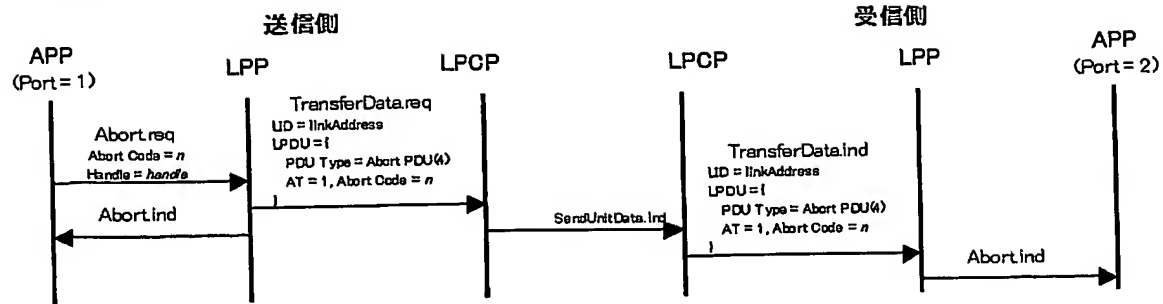 送信側
受信側
APP
(Port=1)
LPP
LPCP
LPCP
LPP
APP
(Port=2)
Abort.req
Abort Code = n
Handle = handle
Abort.ind
TransferData.req
LID = linkAddress
LPDU = {
PDU Type = Abort PDU(4)
AT = 1, Abort Code = n
}
SendUnitData.ind
TransferData.ind
LID = linkAddress
LPDU = {
PDU Type = Abort PDU(4)
AT = 1, Abort Code = n
}
Abort.ind